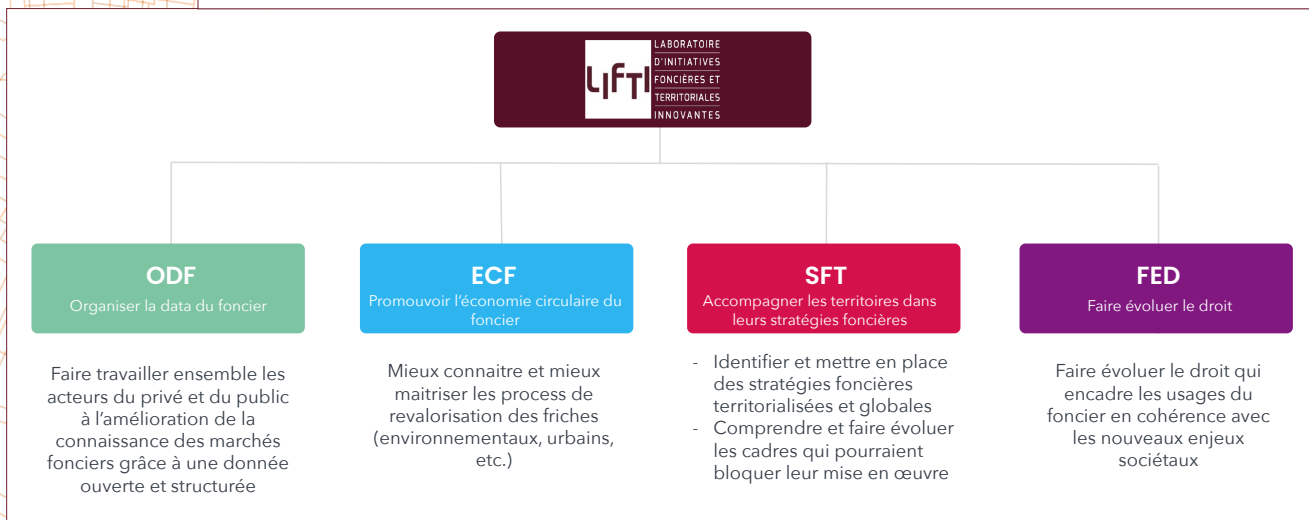 LIFTI
LABORATOIRE
D'INITIATIVES
FONCIÈRES ET
TERRITORIALES
INNOVANTES
ODF
Organiser la data du foncier
Faire travailler ensemble les
acteurs du privé et du public
à l'amélioration de la
connaissance des marchés
fonciers grâce à une donnée
ouverte et structurée
ECF
Promouvoir l'économie circulaire du
foncier
Mieux connaitre et mieux
maitriser les process de
revalorisation des friches
(environnementaux, urbains,
etc.)
SFT
Accompagner les territoires dans
leurs stratégies foncières
- Identifier et mettre en place
des stratégies foncières
territorialisées et globales
- Comprendre et faire évoluer
les cadres qui pourraient
bloquer leur mise en œuvre
FED
Faire évoluer le droit
Faire évoluer le droit qui
encadre les usages du
foncier en cohérence avec
les nouveaux enjeux
sociétaux